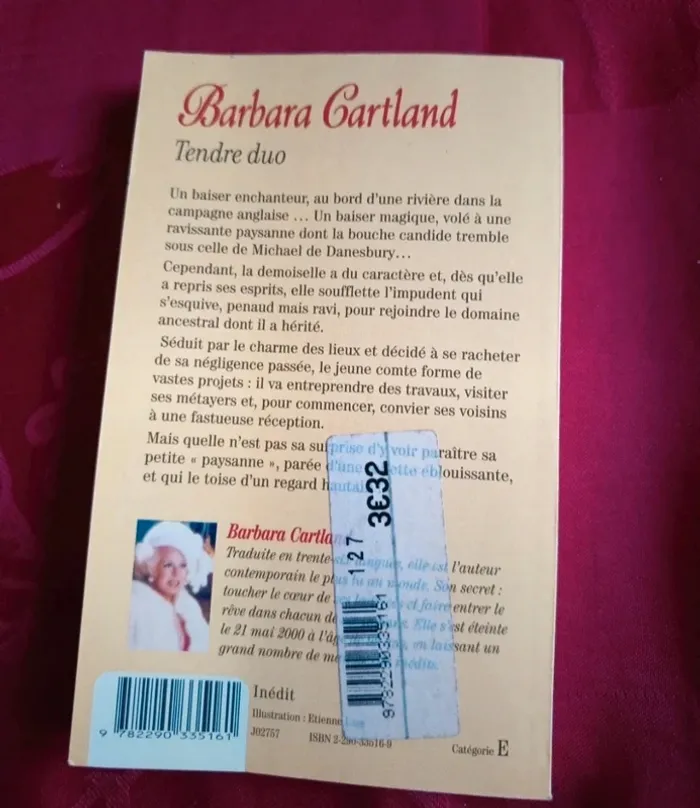 Barbara Cartland
Tendre duo
Un baiser enchanteur, au bord d'une rivière dans la
campagne anglaise ... Un baiser magique, volé à une
ravissante paysanne dont la bouche candide tremble
sous celle de Michael de Danesbury...
Cependant, la demoiselle a du caractère et, dès qu'elle
a repris ses esprits, elle soufflette l'impudent qui
s'esquive, penaud mais ravi, pour rejoindre le domaine
ancestral dont il a hérité.
Séduit par le charme des lieux et décidé à se racheter
de sa négligence passée, le jeune comte forme de
vastes projets : il va entreprendre des travaux, visiter
ses métayers et, pour commencer, convier ses voisins
à une fastueuse réception.
Mais quelle n'est pas sa surprise d'y voir paraître sa
petite « paysanne », parée d'une éblouissante,
et qui le toise d'un regard
Barbara
Traduite en elle est l'auteur
contemporain le plus lu au monde. Son secret :
toucher le cœur de et faire entrer le
rêve dans chacun de Elle s'est éteinte
le 21 mai 2000 à en laissant un
grand nombre de inédits.
3€32
127
9782290335161
Inédit
Illustration : Etienne
J02757
ISBN 2-290-33516-9
Catégorie E
9 782290 335161